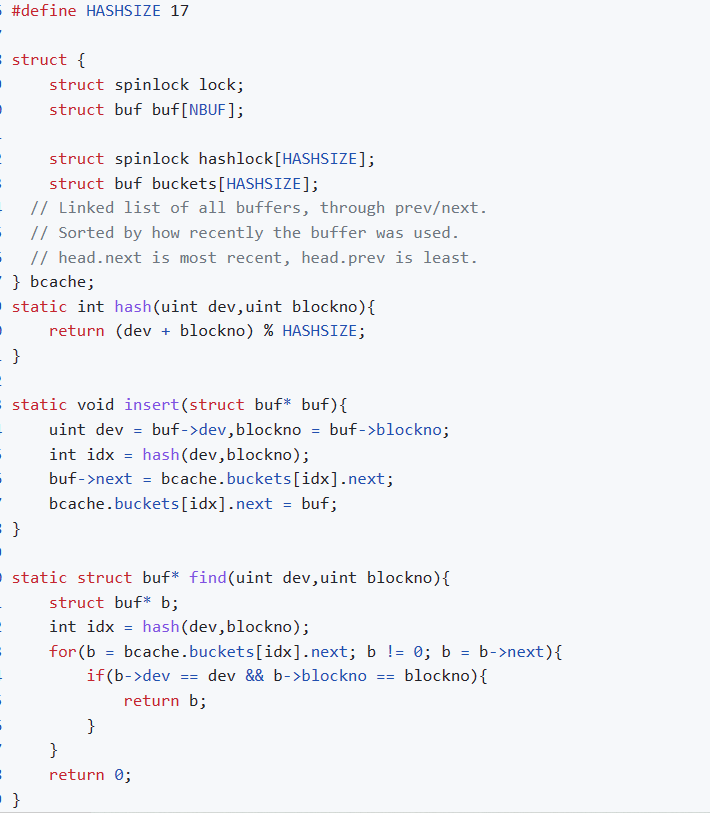 #define HASHSIZE 17
struct {
    struct spinlock lock;
    struct buf buf[NBUF];
    struct spinlock hashlock[HASHSIZE];
    struct buf buckets[HASHSIZE];
  // Linked list of all buffers, through prev/next.
  // Sorted by how recently the buffer was used.
  // head.next is most recent, head.prev is least.
} bcache;
static int hash(uint dev,uint blockno){
    return (dev + blockno) % HASHSIZE;
}
static void insert(struct buf* buf){
    uint dev = buf->dev,blockno = buf->blockno;
    int idx = hash(dev,blockno);
    buf->next = bcache.buckets[idx].next;
    bcache.buckets[idx].next = buf;
}
static struct buf* find(uint dev,uint blockno){
    struct buf* b;
    int idx = hash(dev,blockno);
    for(b = bcache.buckets[idx].next; b != 0; b = b->next){
        if(b->dev == dev && b->blockno == blockno){
            return b;
        }
    }
    return 0;
}